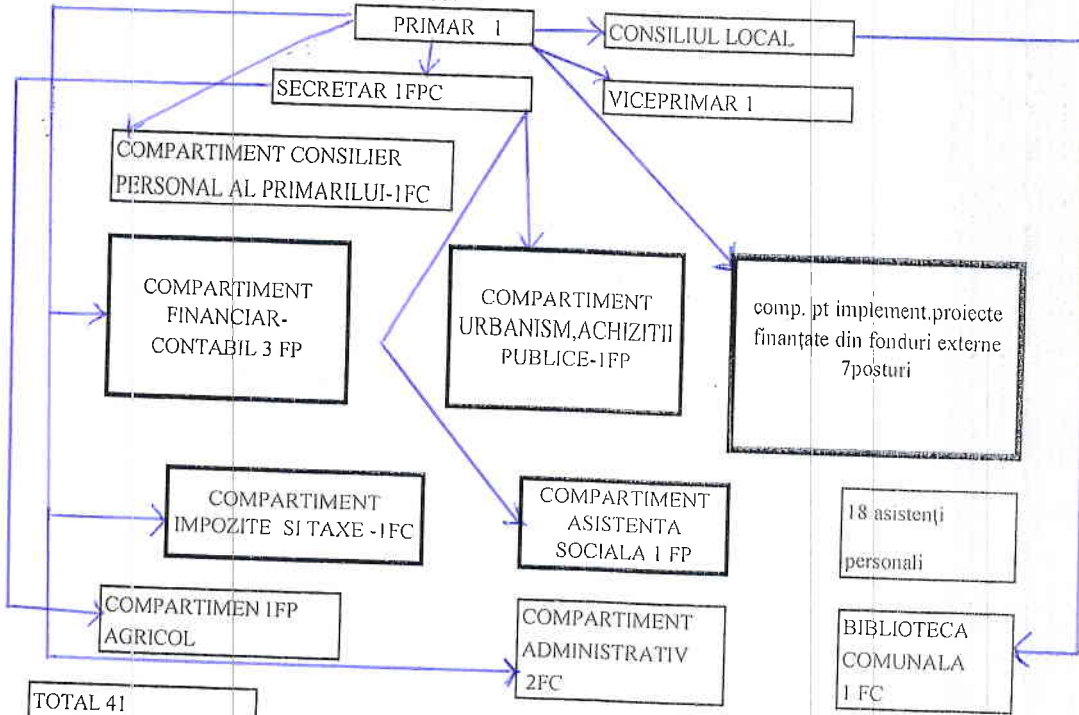 PRIMAR 1
CONSILIUL LOCAL
SECRETAR 1FPC
VICEPRIMAR 1
COMPARTIMENT CONSILIER
PERSONAL AL PRIMARILUI-1FC
COMPARTIMENT
FINANCIAR-
CONTABIL 3 FP
COMPARTIMENT
URBANISM,ACHIZITII
PUBLICE-1FP
comp. pt implement.proiecte
finanțate din fonduri externe
7posturi
COMPARTIMENT
IMPOZITE SI TAXE -1FC
COMPARTIMENT
ASISTENTA
SOCIALA 1 FP
18 asistenți
personali
COMPARTIMEN 1FP
AGRICOL
COMPARTIMENT
ADMINISTRATIV
2FC
BIBLIOTECA
COMUNALA
1 FC
TOTAL 41